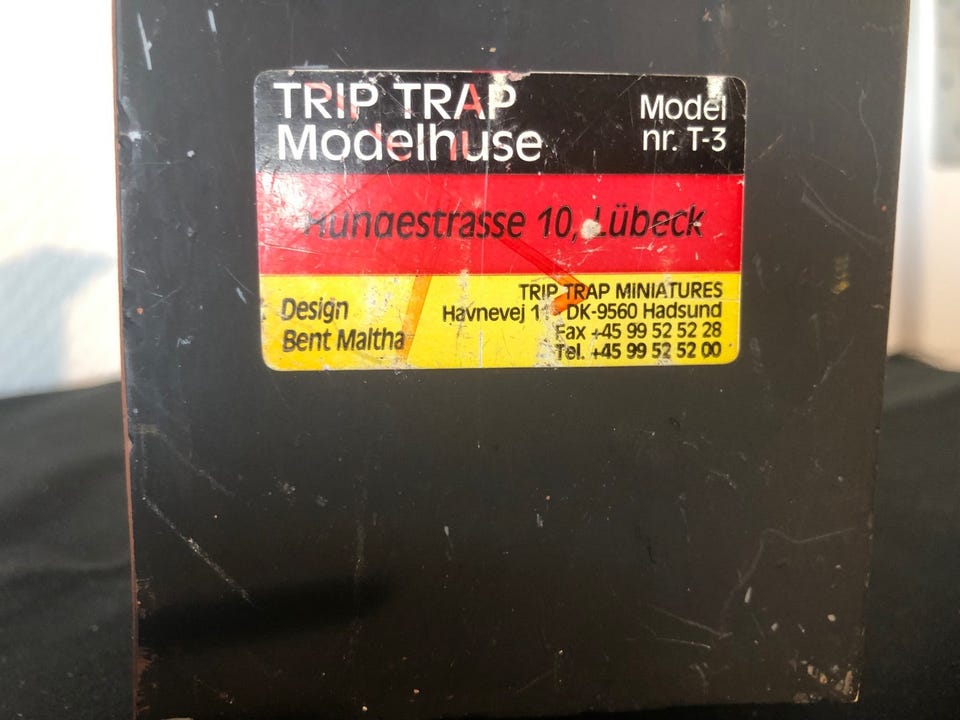 TRIP TRAP
Modelhuse
Model
nr. T-3
Hundestrasse 10, Lübeck
Design
Bent Maltha
TRIP TRAP MINIATURES
Havnevej 11 - DK-9560 Hadsund
Fax +45 99 52 52 28
Tel. +45 99 52 52 00